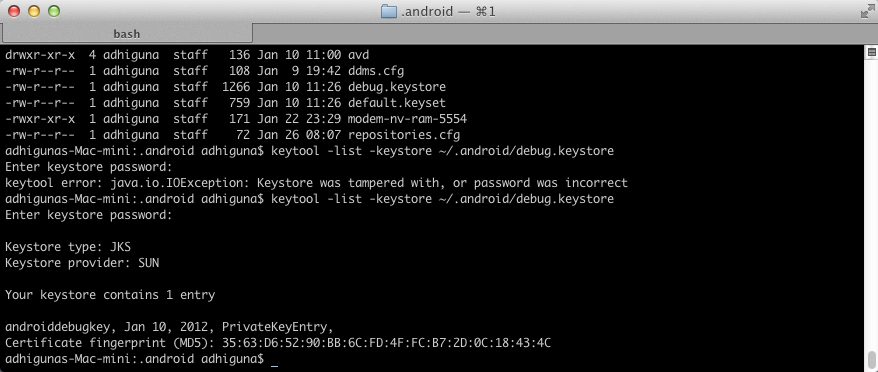 .android — ⌘1
bash
drwxr-xr-x  4 adhiguna  staff   136 Jan 10 11:00 avd
-rw-r--r--  1 adhiguna  staff   108 Jan  9 19:42 ddms.cfg
-rw-r--r--  1 adhiguna  staff  1266 Jan 10 11:26 debug.keystore
-rw-r--r--  1 adhiguna  staff   759 Jan 10 11:26 default.keyset
-rwxr-xr-x  1 adhiguna  staff   171 Jan 22 23:29 modem-nv-ram-5554
-rw-r--r--  1 adhiguna  staff    72 Jan 26 08:07 repositories.cfg
adhigunas-Mac-mini:.android adhiguna$ keytool -list -keystore ~/.android/debug.keystore
Enter keystore password:
keytool error: java.io.IOException: Keystore was tampered with, or password was incorrect
adhigunas-Mac-mini:.android adhiguna$ keytool -list -keystore ~/.android/debug.keystore
Enter keystore password:
Keystore type: JKS
Keystore provider: SUN
Your keystore contains 1 entry
androiddebugkey, Jan 10, 2012, PrivateKeyEntry,
Certificate fingerprint (MD5): 35:63:D6:52:90:BB:6C:FD:4F:FC:B7:2D:0C:18:43:4C
adhigunas-Mac-mini:.android adhiguna$ _